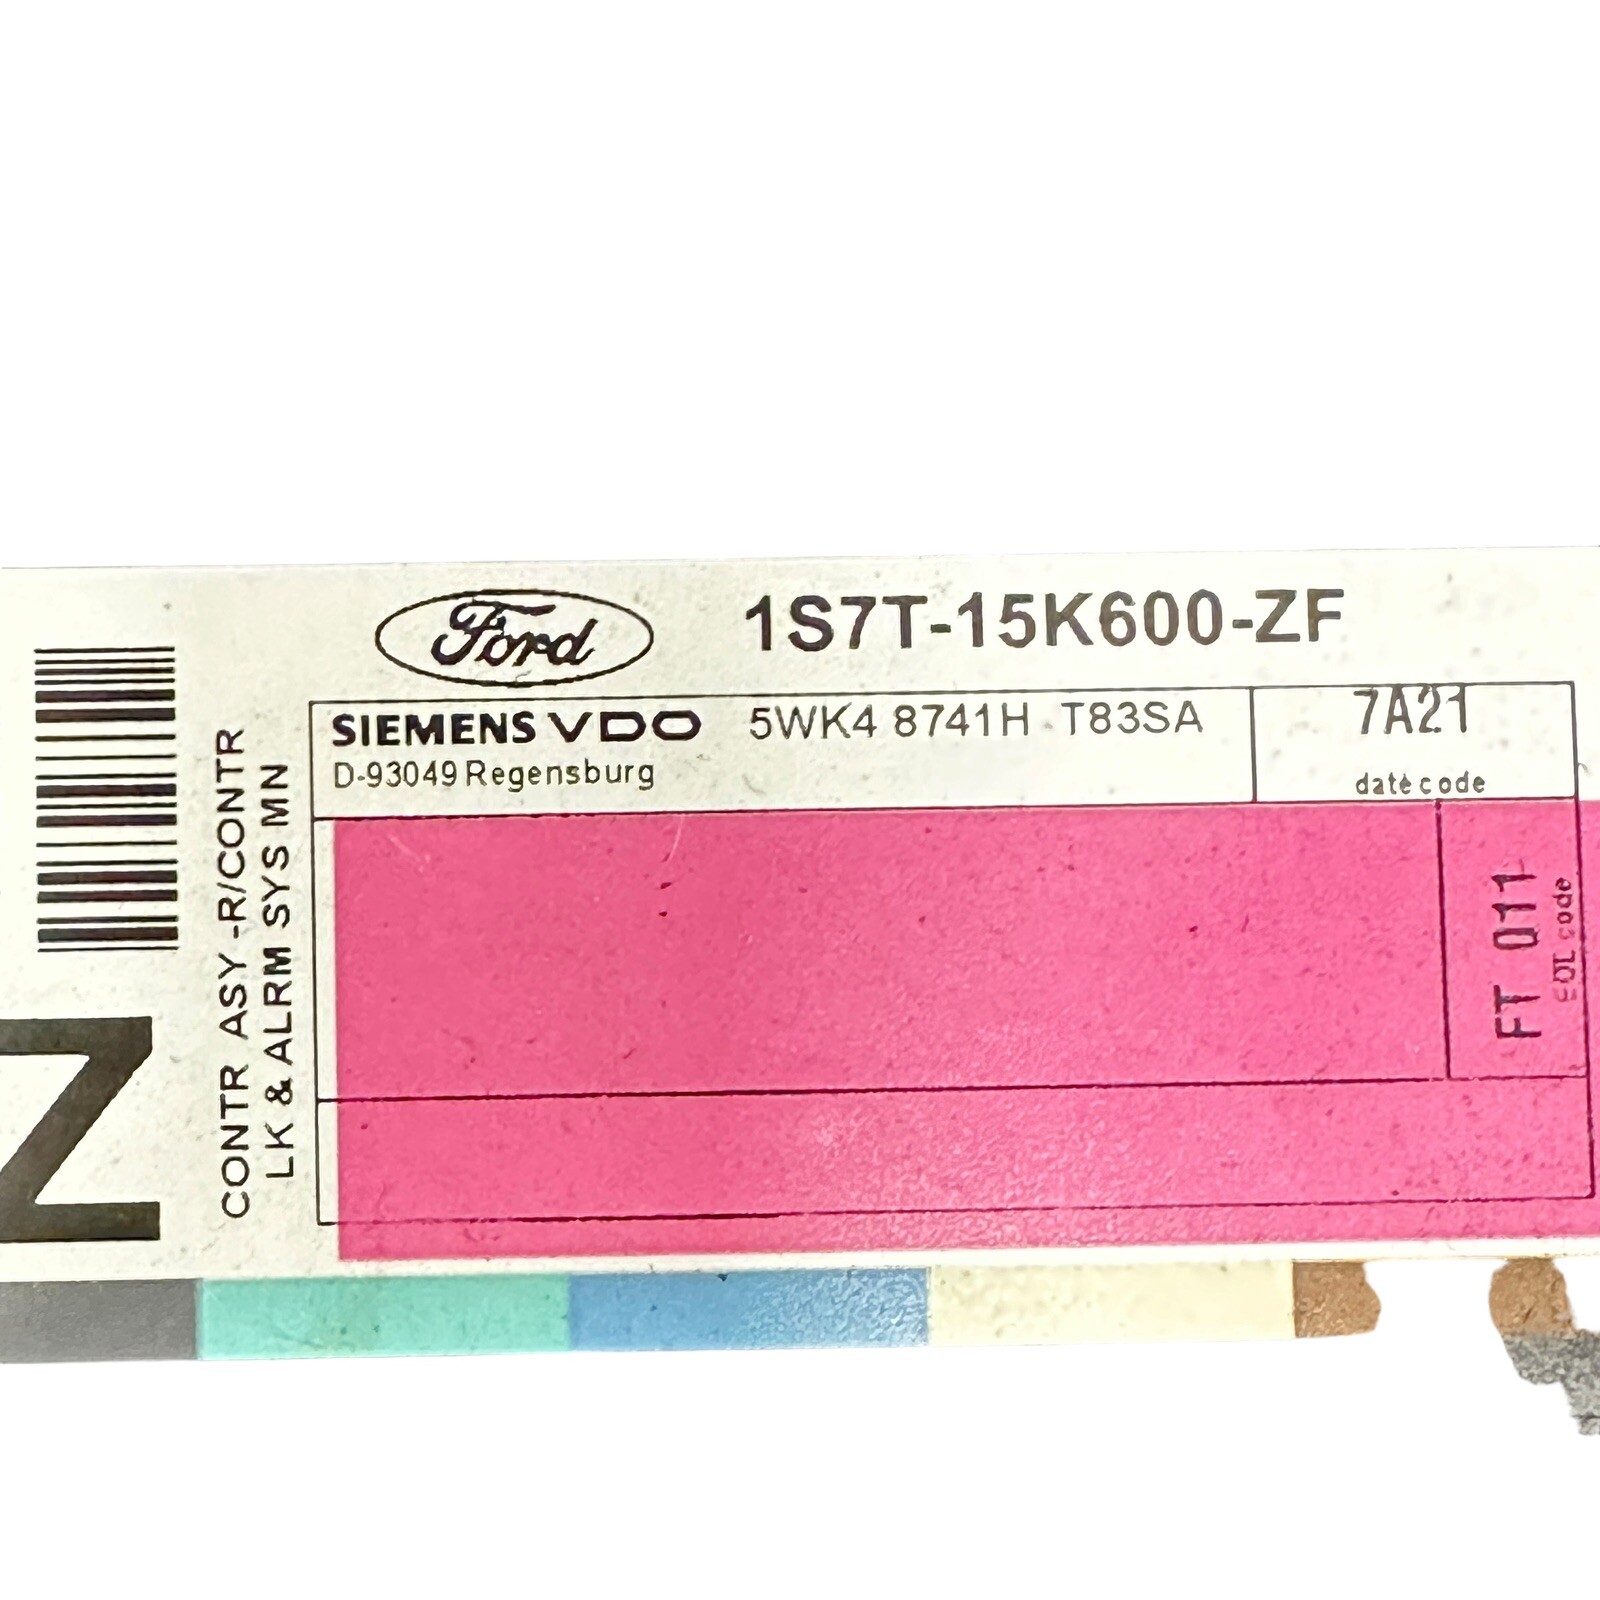 Ford
1S7T-15K600-ZF
SIEMENS VDO 5WK4 8741H T83SA
D-93049 Regensburg
7A21
date code
FT 011
EOL code
CONTR ASY -R/CONTR
LK & ALRM SYS MN
Z